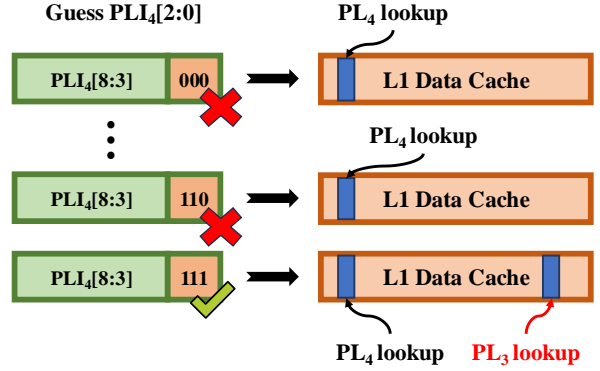 Guess PLI₄[2:0]
PL₄ lookup
PLI₄[8:3] 000 L1 Data Cache
PL₄ lookup
PLI₄[8:3] 110 L1 Data Cache
PLI₄[8:3] 111 L1 Data Cache
PL₄ lookup PL₃ lookup